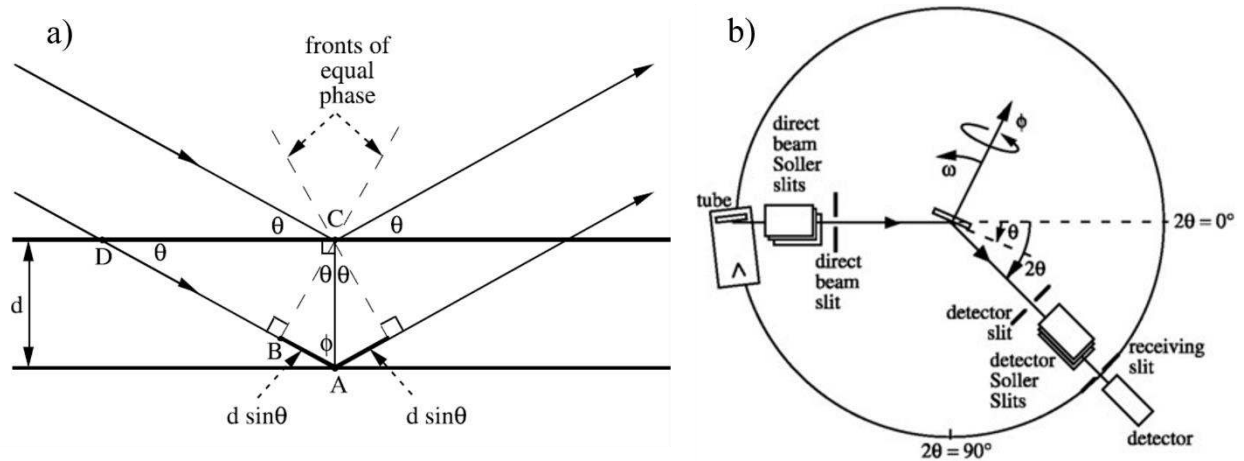 a)
fronts of
equal
phase
C
θ
θ
D
θ
θ
θ
d
B
ϕ
A
d sinθ
d sinθ
b)
direct
beam
Soller
slits
tube
direct
beam
slit
ω
ϕ
θ
2θ
2θ = 0°
detector
slit
detector
Soller
Slits
receiving
slit
detector
2θ = 90°